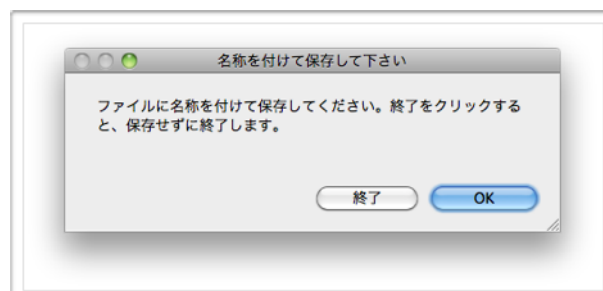 名称を付けて保存して下さい
ファイルに名称を付けて保存してください。終了をクリックする
と、保存せずに終了します。
終了
OK